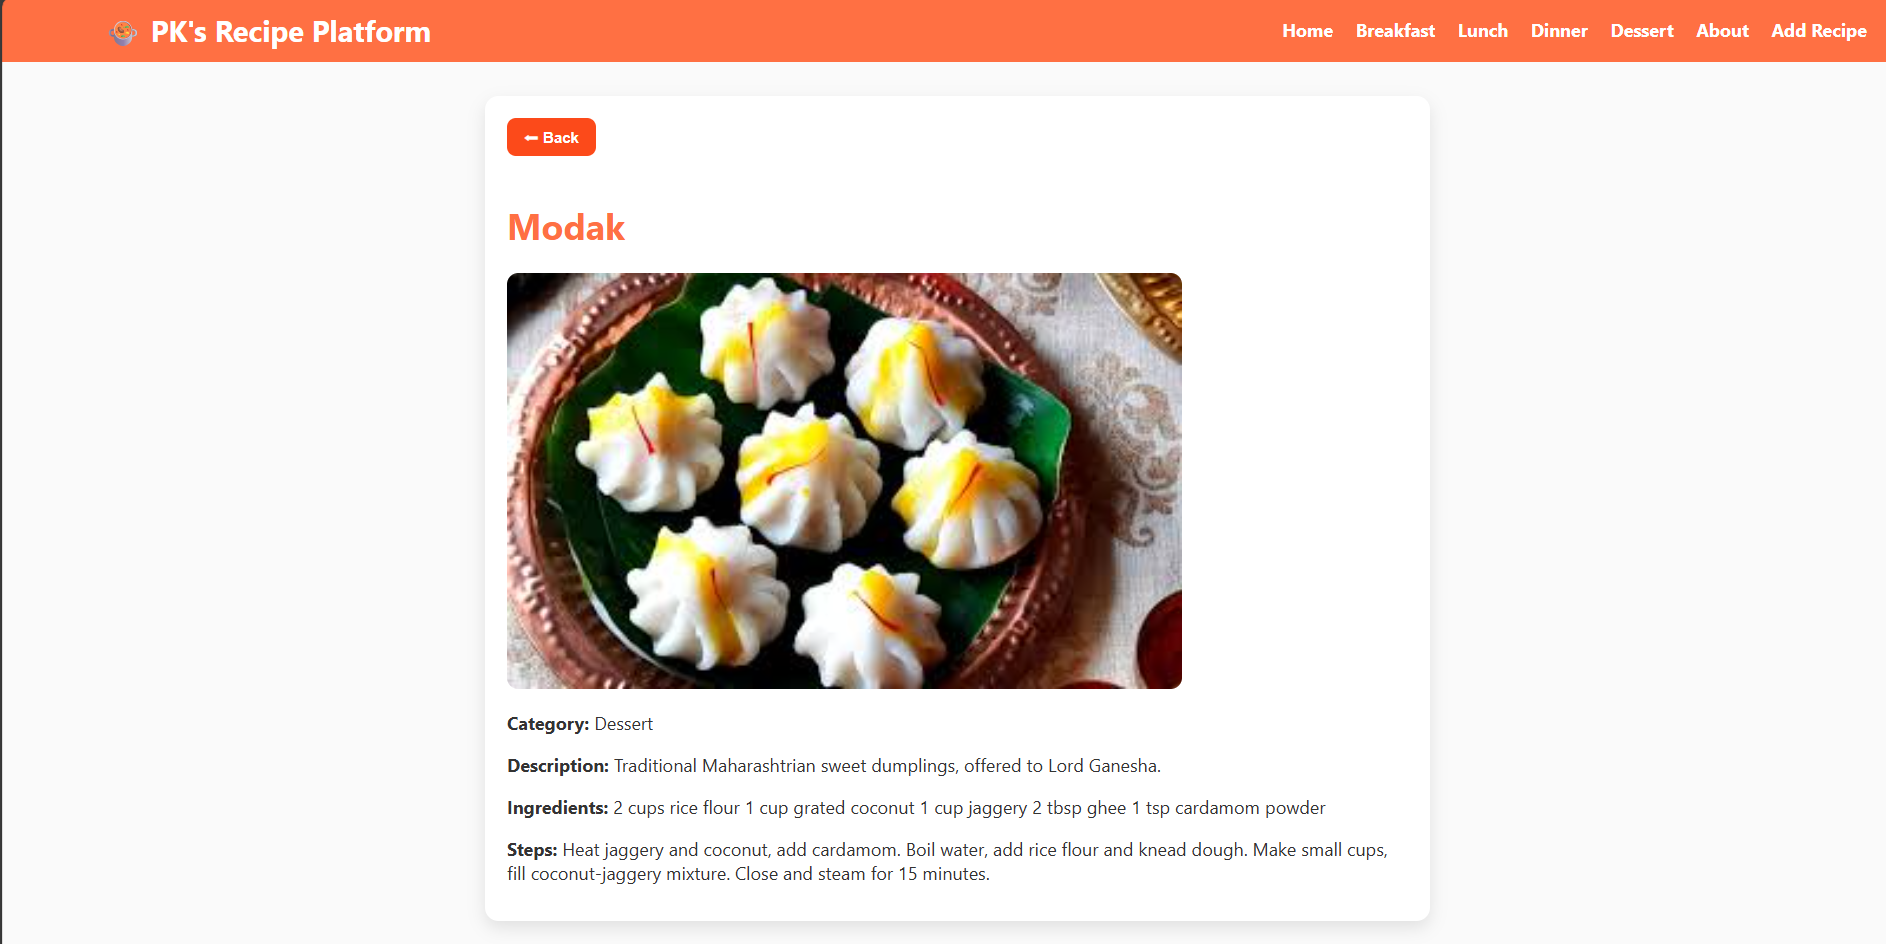 PK's Recipe Platform
Home Breakfast Lunch Dinner Dessert About Add Recipe
⬅ Back
Modak
Category: Dessert
Description: Traditional Maharashtrian sweet dumplings, offered to Lord Ganesha.
Ingredients: 2 cups rice flour 1 cup grated coconut 1 cup jaggery 2 tbsp ghee 1 tsp cardamom powder
Steps: Heat jaggery and coconut, add cardamom. Boil water, add rice flour and knead dough. Make small cups,
fill coconut-jaggery mixture. Close and steam for 15 minutes.